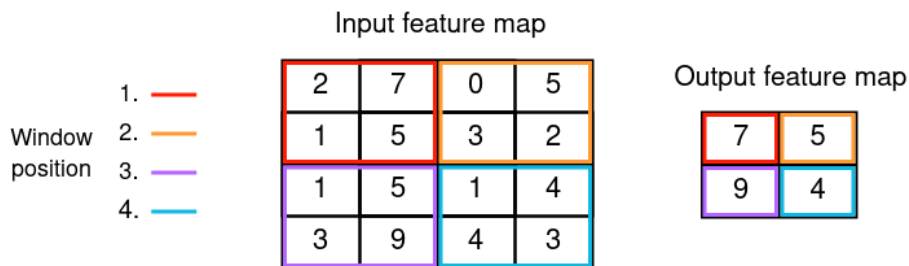 Input feature map
Output feature map
Window
position
1.
2.
3.
4.
2 7 0 5
1 5 3 2
1 5 1 4
3 9 4 3
7 5
9 4